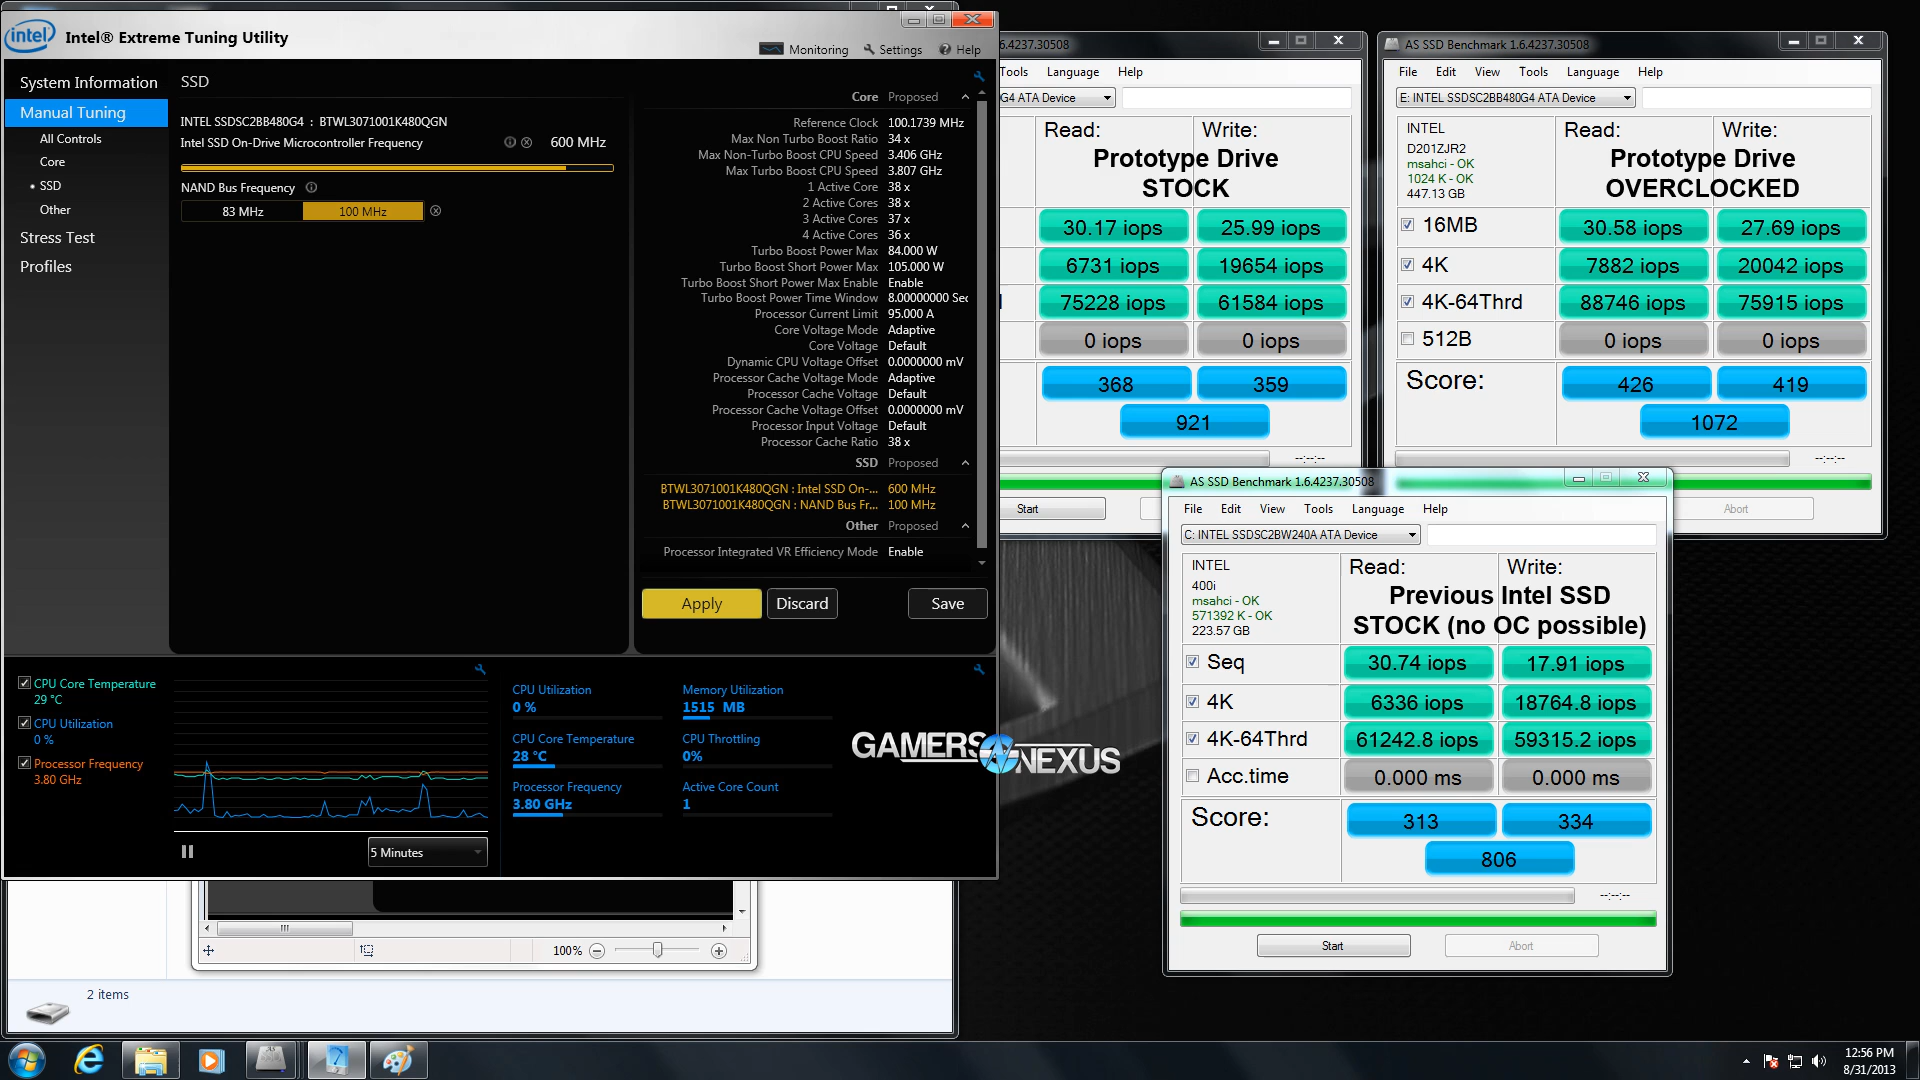 intel
Intel® Extreme Tuning Utility
Monitoring
Settings
Help
System Information
Manual Tuning
All Controls
Core
SSD
Other
Stress Test
Profiles
SSD
INTEL SSDSC2BB480G4 : BTWL3071001K480QGN
Intel SSD On-Drive Microcontroller Frequency 600 MHz
NAND Bus Frequency
83 MHz 100 MHz
Core Proposed
Reference Clock 100.1739 MHz
Max Non Turbo Boost Ratio 34 x
Max Non-Turbo Boost CPU Speed 3.406 GHz
Max Turbo Boost CPU Speed 3.807 GHz
1 Active Core 38 x
2 Active Cores 38 x
3 Active Cores 37 x
4 Active Cores 36 x
Turbo Boost Power Max 84.000 W
Turbo Boost Short Power Max 105.000 W
Turbo Boost Short Power Max Enable Enable
Turbo Boost Power Time Window 8.00000000 Sec
Processor Current Limit 95.000 A
Core Voltage Mode Adaptive
Core Voltage Default
Dynamic CPU Voltage Offset 0.0000000 mV
Processor Cache Voltage Mode Adaptive
Processor Cache Voltage Default
Processor Cache Voltage Offset 0.0000000 mV
Processor Input Voltage Default
Processor Cache Ratio 38 x
SSD Proposed
BTWL3071001K480QGN : Intel SSD On-... 600 MHz
BTWL3071001K480QGN : NAND Bus Fr... 100 MHz
Other Proposed
Processor Integrated VR Efficiency Mode Enable
Apply
Discard
Save
CPU Core Temperature
29 °C
CPU Utilization
0 %
Processor Frequency
3.80 GHz
5 Minutes
CPU Utilization
0 %
CPU Core Temperature
28 °C
Processor Frequency
3.80 GHz
Memory Utilization
1515 MB
CPU Throttling
0%
Active Core Count
1
GAMERS NEXUS
6.4237.30508
Tools Language Help
G4 ATA Device
Read: Write:
Prototype Drive
STOCK
30.17 iops 25.99 iops
6731 iops 19654 iops
75228 iops 61584 iops
0 iops 0 iops
368 359
921
--:--:--
Start
AS SSD Benchmark 1.6.4237.30508
File Edit View Tools Language Help
E: INTEL SSDSC2BB480G4 ATA Device
INTEL
D201ZJR2
msahci - OK
1024 K - OK
447.13 GB
Read: Write:
Prototype Drive
OVERCLOCKED
16MB 30.58 iops 27.69 iops
4K 7882 iops 20042 iops
4K-64Thrd 88746 iops 75915 iops
512B 0 iops 0 iops
Score: 426 419
1072
--:--:--
Abort
AS SSD Benchmark 1.6.4237.30508
File Edit View Tools Language Help
C: INTEL SSDSC2BW240A ATA Device
INTEL
400i
msahci - OK
571392 K - OK
223.57 GB
Read: Write:
Previous Intel SSD
STOCK (no OC possible)
Seq 30.74 iops 17.91 iops
4K 6336 iops 18764.8 iops
4K-64Thrd 61242.8 iops 59315.2 iops
Acc.time 0.000 ms 0.000 ms
Score: 313 334
806
--:--:--
Start Abort
100%
2 items
12:56 PM
8/31/2013